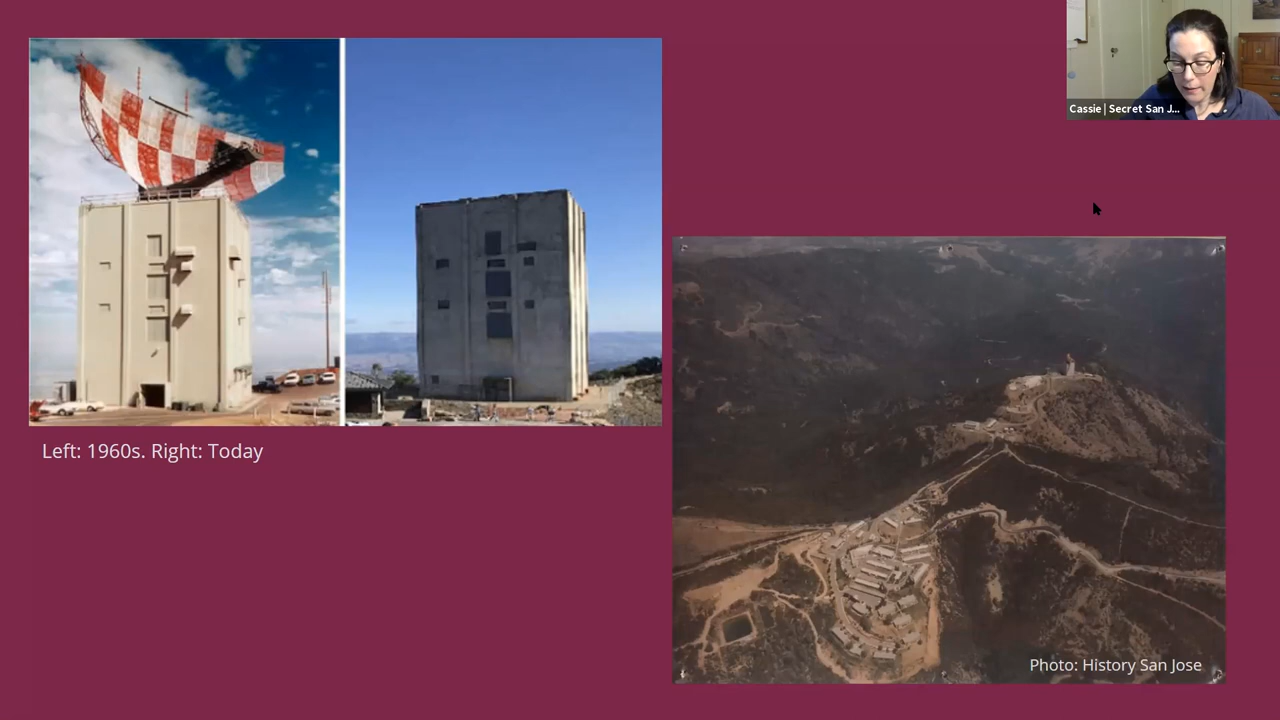 Cassie | Secret San J...
Left: 1960s. Right: Today
Photo: History San Jose